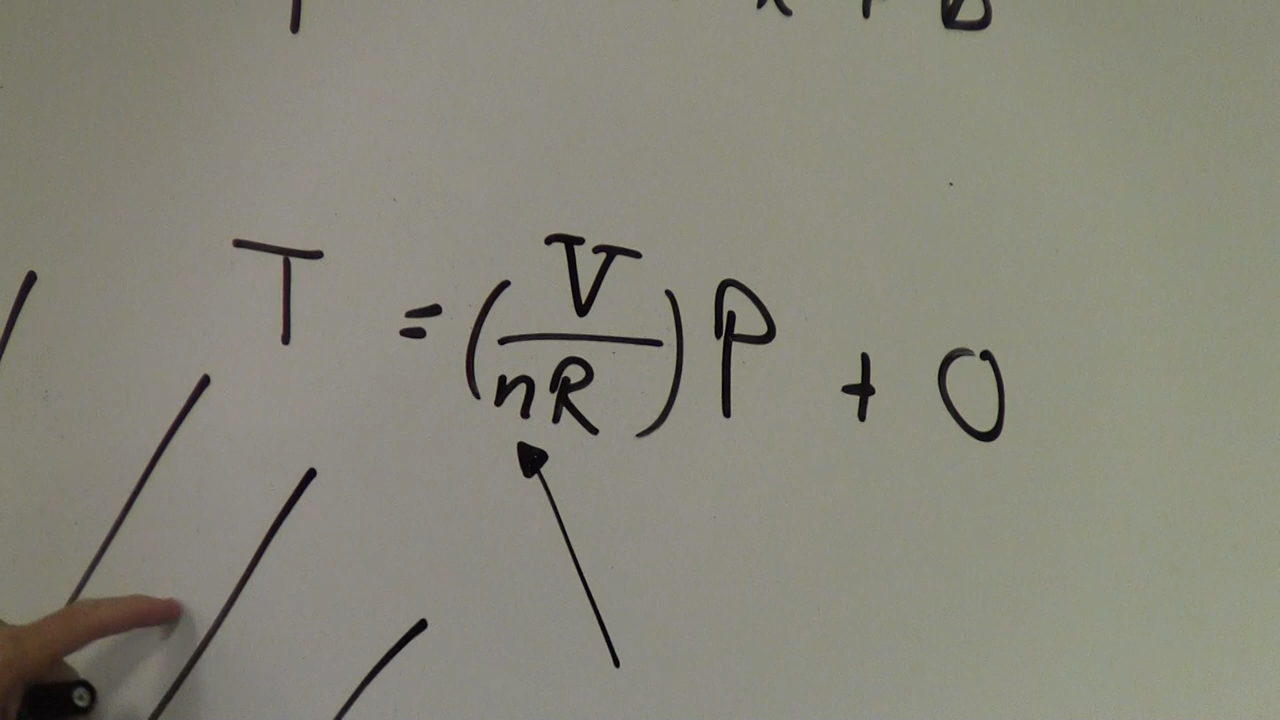 T = (V/nR) P + 0